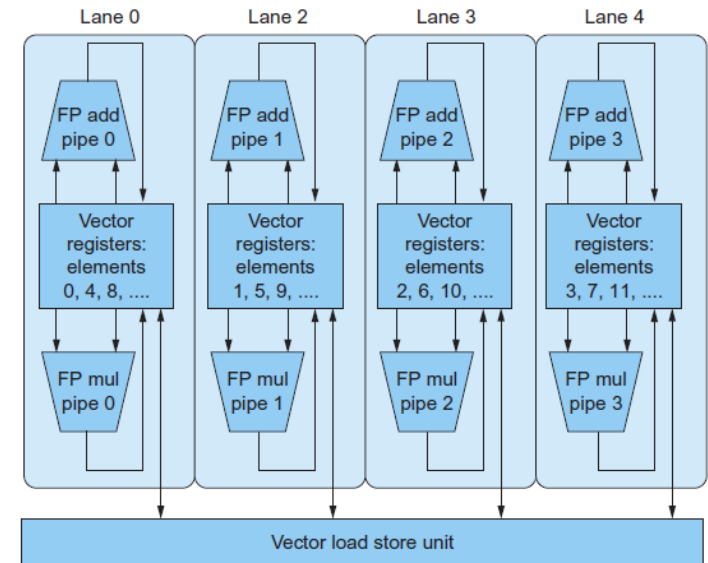 Lane 0 Lane 2 Lane 3 Lane 4
FP add
pipe 0
FP add
pipe 1
FP add
pipe 2
FP add
pipe 3
Vector
registers:
elements
0, 4, 8, ....
Vector
registers:
elements
1, 5, 9, ....
Vector
registers:
elements
2, 6, 10, ....
Vector
registers:
elements
3, 7, 11, ....
FP mul
pipe 0
FP mul
pipe 1
FP mul
pipe 2
FP mul
pipe 3
Vector load store unit